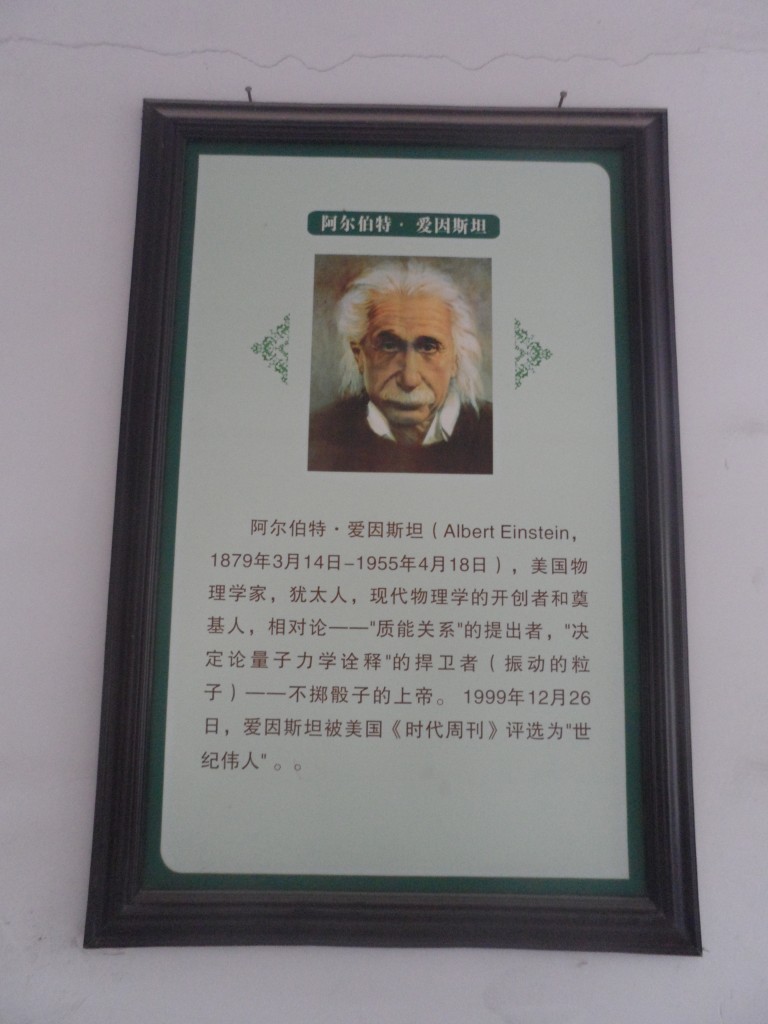 阿尔伯特·爱因斯坦
阿尔伯特·爱因斯坦（Albert Einstein，
1879年3月14日-1955年4月18日），美国物
理学家，犹太人，现代物理学的开创者和奠
基人，相对论——"质能关系"的提出者，"决
定论量子力学诠释"的捍卫者（振动的粒
子）——不掷骰子的上帝。 1999年12月26
日，爱因斯坦被美国《时代周刊》评选为"世
纪伟人"。。